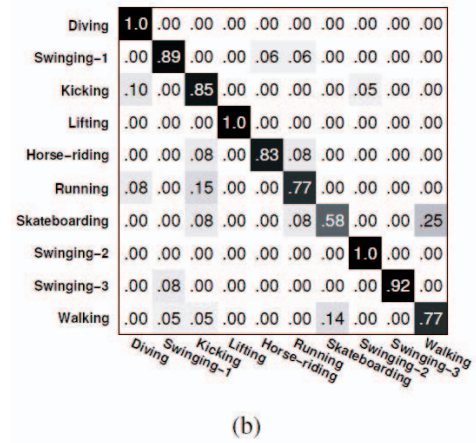 Diving 1.0 .00 .00 .00 .00 .00 .00 .00 .00 .00
Swinging-1 .00 .89 .00 .00 .06 .06 .00 .00 .00 .00
Kicking .10 .00 .85 .00 .00 .00 .00 .05 .00 .00
Lifting .00 .00 .00 1.0 .00 .00 .00 .00 .00 .00
Horse-riding .00 .00 .08 .00 .83 .08 .00 .00 .00 .00
Running .08 .00 .15 .00 .00 .77 .00 .00 .00 .00
Skateboarding .00 .00 .08 .00 .00 .08 .58 .00 .00 .25
Swinging-2 .00 .00 .00 .00 .00 .00 .00 1.0 .00 .00
Swinging-3 .00 .08 .00 .00 .00 .00 .00 .00 .92 .00
Walking .00 .05 .05 .00 .00 .00 .14 .00 .00 .77
Diving Swinging-1 Kicking Lifting Horse-riding Running Skateboarding Swinging-2 Swinging-3 Walking
(b)